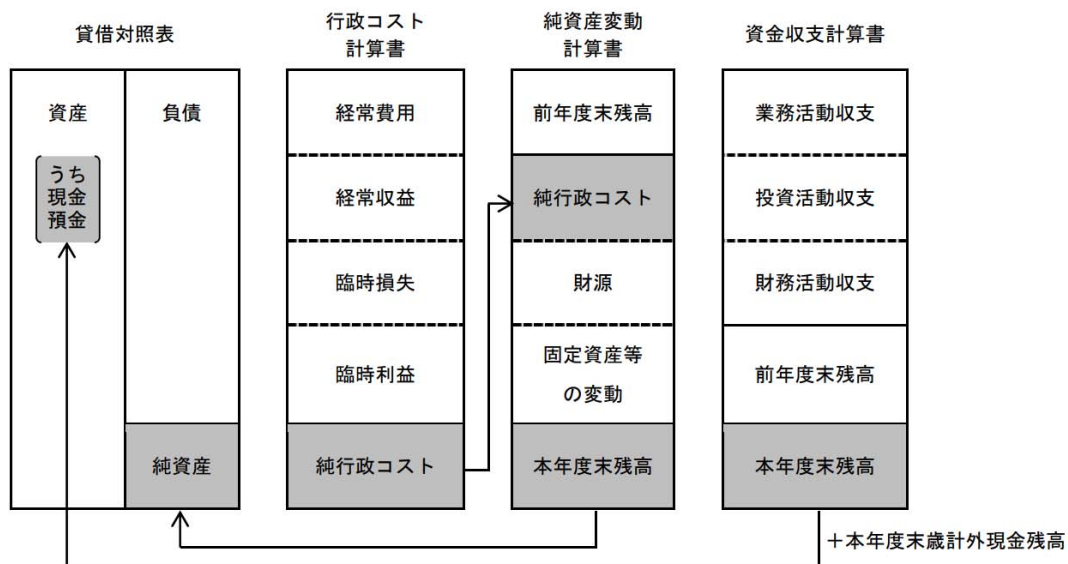 貸借対照表
資産
負債
うち
現金
預金
純資産
行政コスト
計算書
経常費用
経常収益
臨時損失
臨時利益
純行政コスト
純資産変動
計算書
前年度末残高
純行政コスト
財源
固定資産等
の変動
本年度末残高
資金収支計算書
業務活動収支
投資活動収支
財務活動収支
前年度末残高
本年度末残高
＋本年度末歳計外現金残高